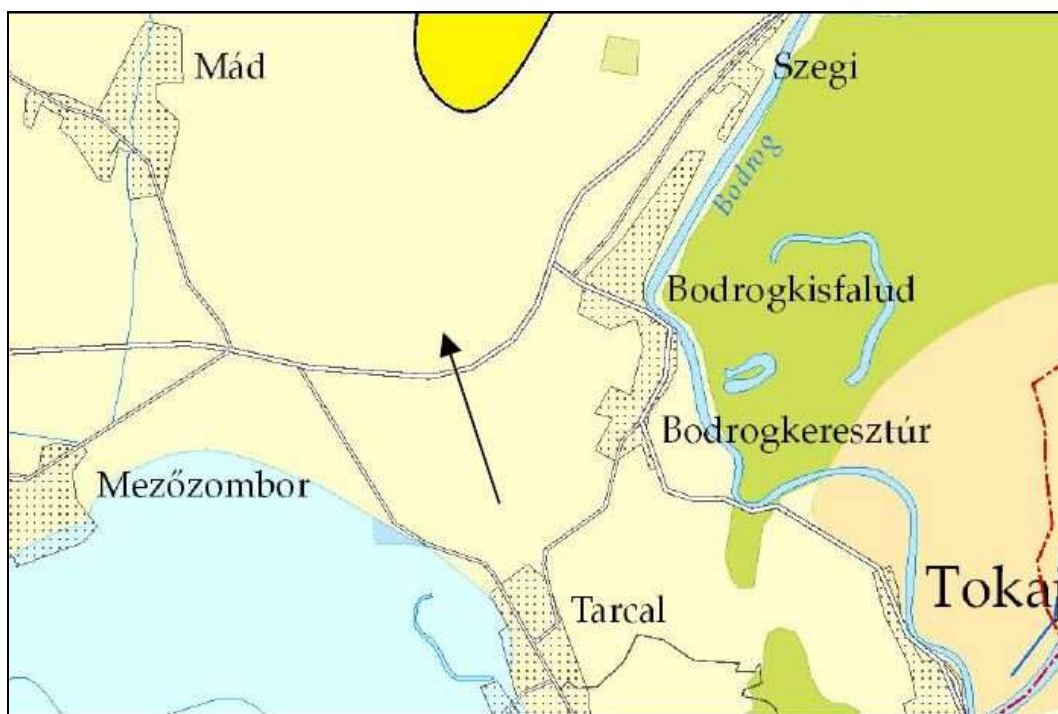 Mád
Szegi
Bodrog
Bodrogkisfalud
Bodrogkeresztúr
Mezőzombor
Tokaj
Tarcal